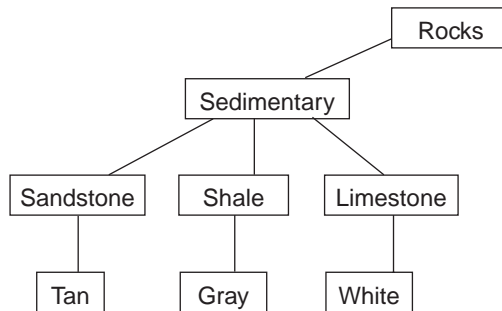 Rocks
Sedimentary
Sandstone
Shale
Limestone
Tan
Gray
White